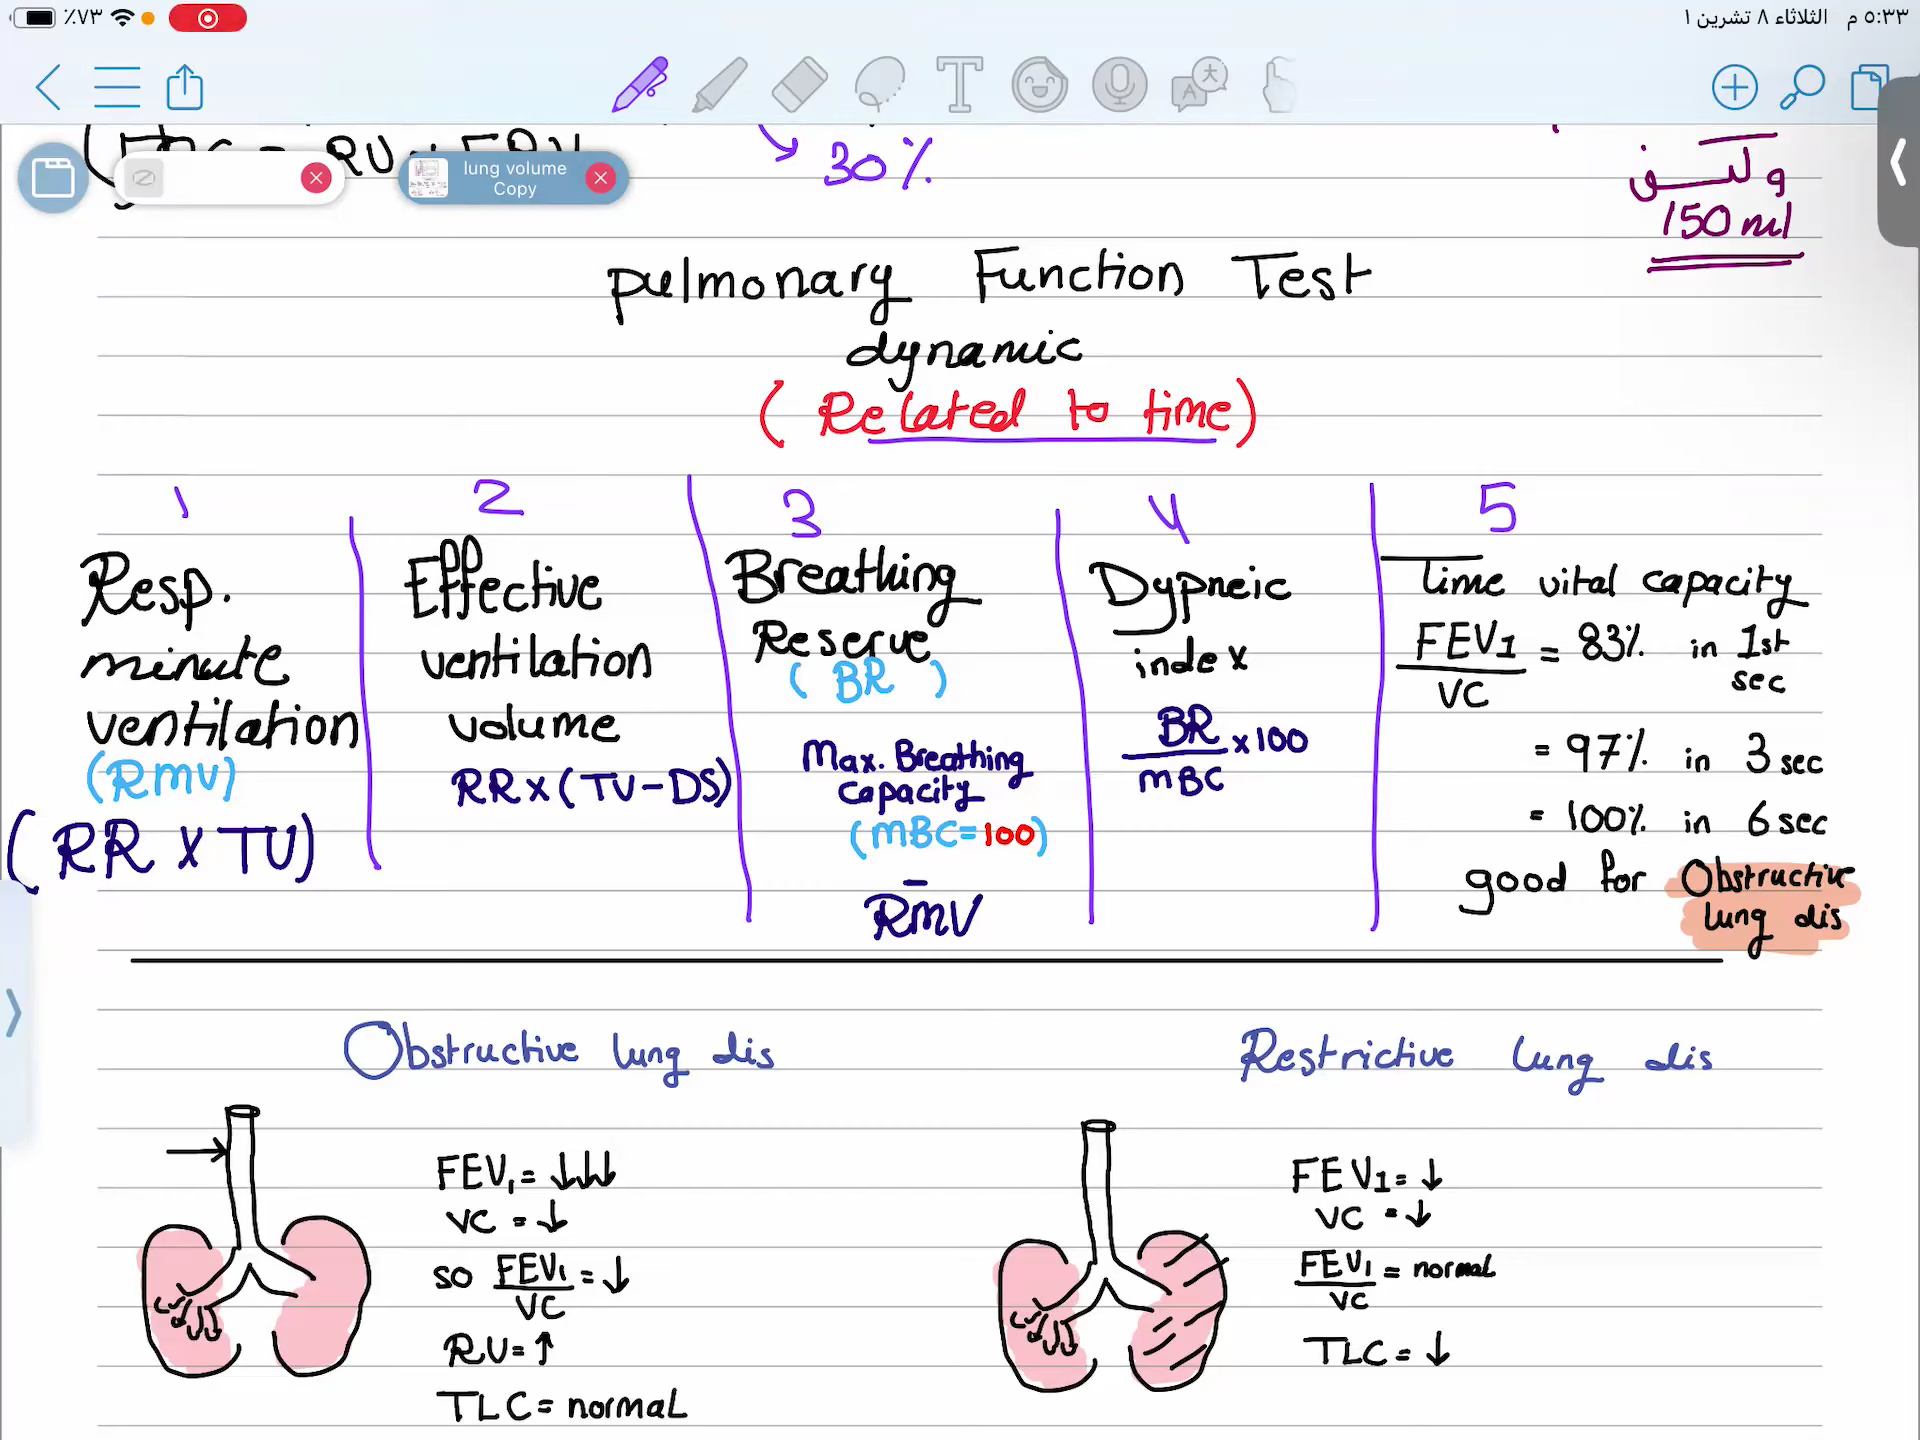 ٪٧٣
٥:٣٣ م الثلاثاء ٨ تشرين ١
30%
lung volume
Copy
ولكن
150 ml
Pulmonary Function Test
dynamic
(Related to time)
1
Resp.
minute
ventilation
(RMV)
(RR x TV)
2
Effective
ventilation
volume
RR x (TV - DS)
3
Breathing
Reserve
(BR)
Max. Breathing
Capacity
(MBC=100)
-
RMV
4
Dypneic
index
BR
x100
MBC
5
Time vital capacity
FEV1
= 83% in 1st
VC
sec
= 97% in 3 sec
= 100% in 6 sec
good for Obstructive
lung dis
Obstructive lung dis
FEV1 = ↓↓↓
VC = ↓
so FEV1 = ↓
VC
RV = ↑
TLC = normal
Restrictive lung dis
FEV1 = ↓
VC = ↓
FEV1 = normal
VC
TLC = ↓